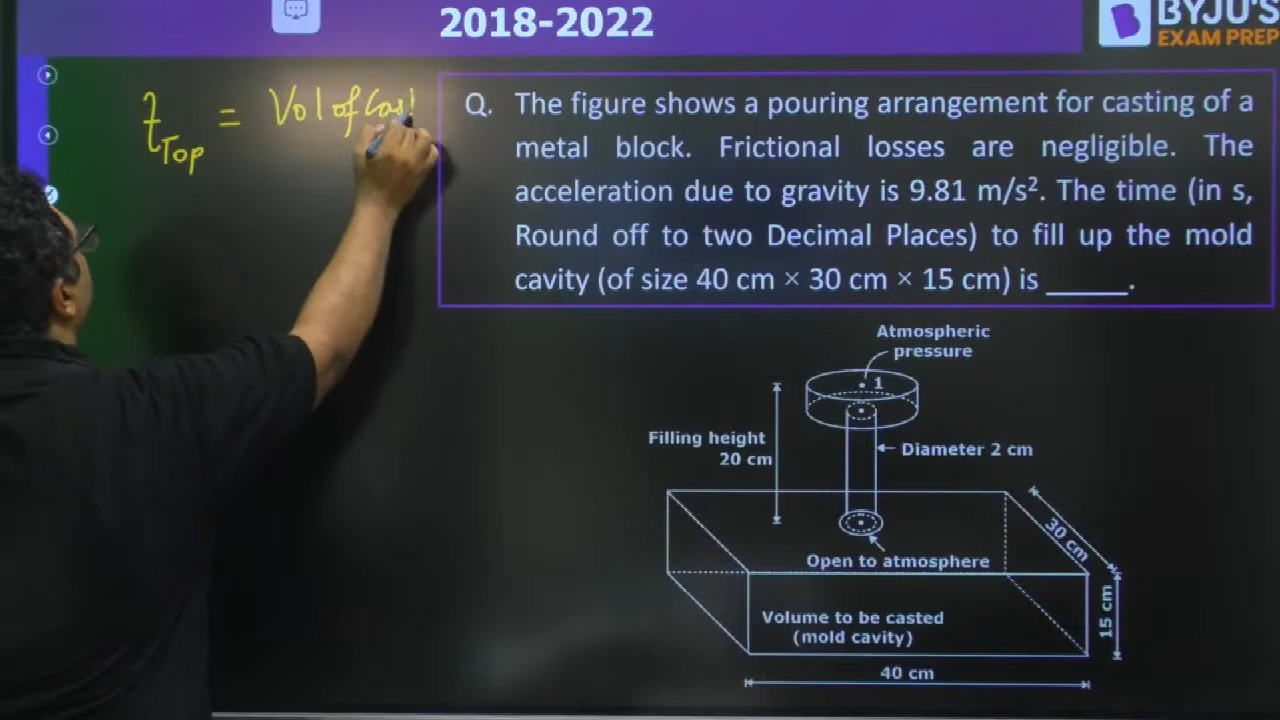 2018-2022
BYJU'S
EXAM PREP
t_Top = Vol of Cast
Q. The figure shows a pouring arrangement for casting of a
metal block. Frictional losses are negligible. The
acceleration due to gravity is 9.81 m/s². The time (in s,
Round off to two Decimal Places) to fill up the mold
cavity (of size 40 cm × 30 cm × 15 cm) is _____.
Atmospheric
pressure
1
Filling height
20 cm
Diameter 2 cm
30 cm
Open to atmosphere
Volume to be casted
(mold cavity)
15 cm
40 cm